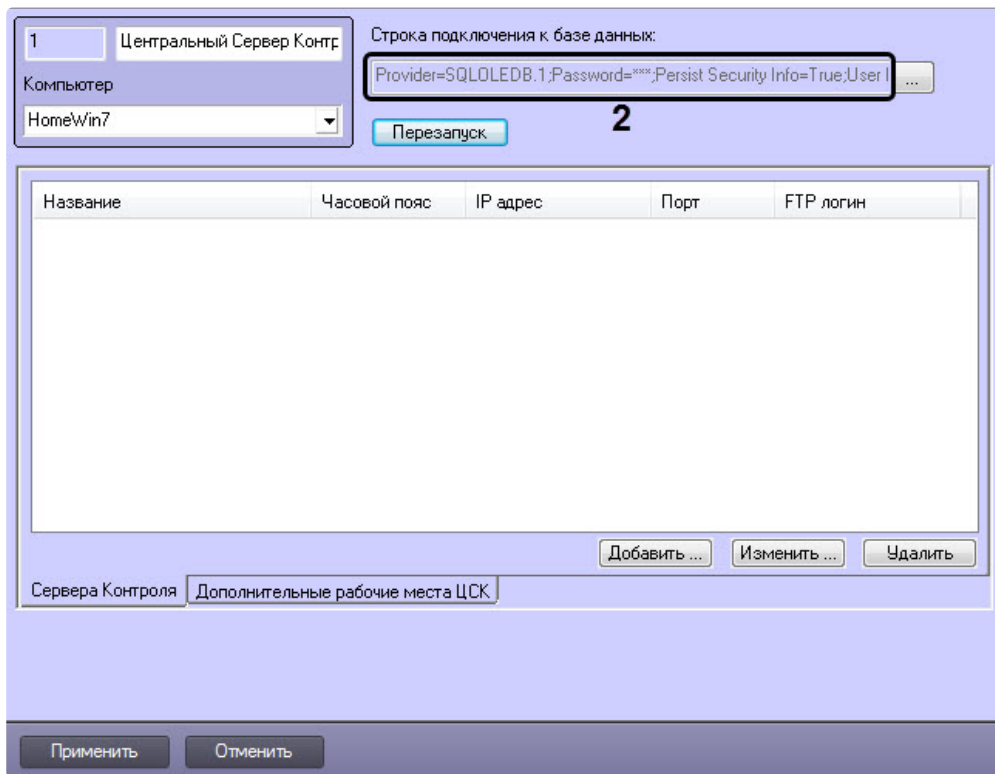 1
Центральный Сервер Контр
Компьютер
HomeWin7
Строка подключения к базе данных:
Provider=SQLOLEDB.1;Password=***;Persist Security Info=True;User I
...
2
Перезапуск
Название Часовой пояс IP адрес Порт FTP логин
Добавить ... Изменить ... Удалить
Сервера Контроля Дополнительные рабочие места ЦСК
Применить Отменить